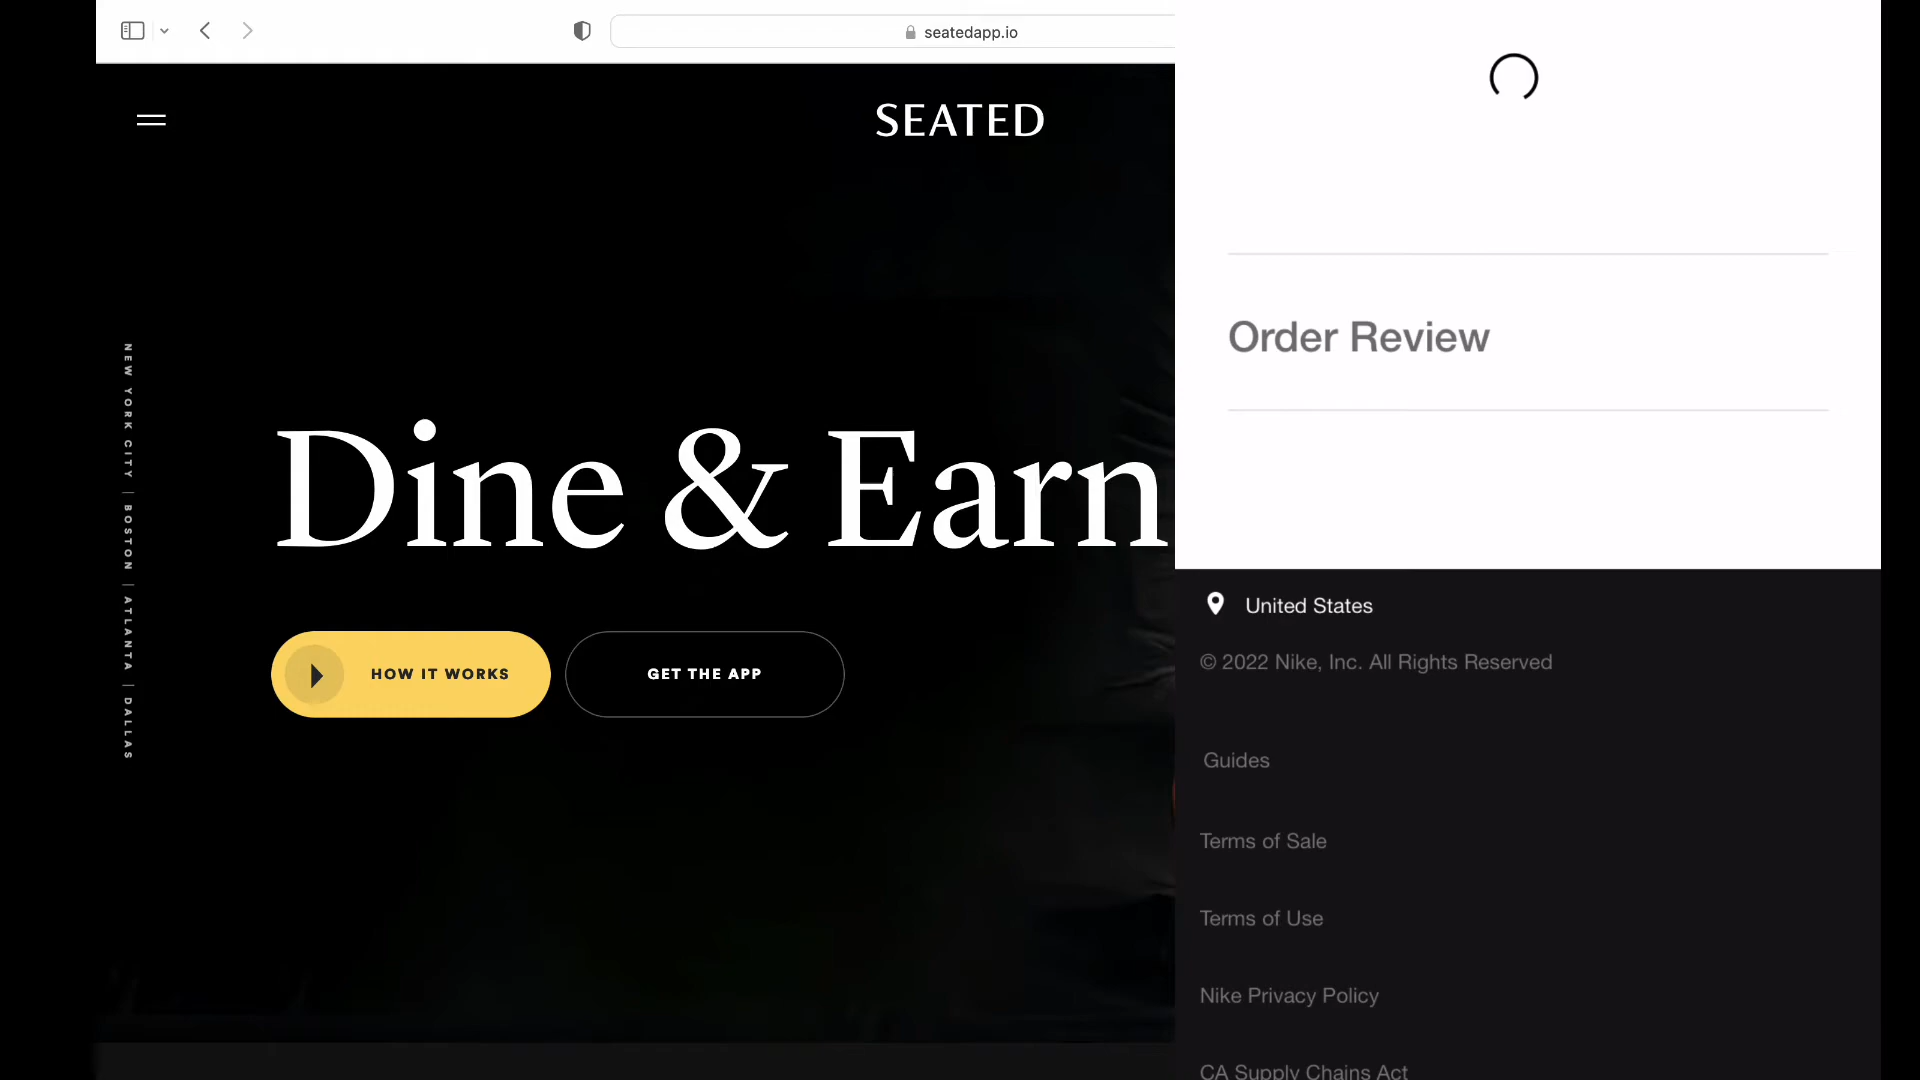 seatedapp.io
SEATED
NEW YORK CITY | BOSTON | ATLANTA | DALLAS
Dine & Earn
HOW IT WORKS
GET THE APP
Order Review
United States
© 2022 Nike, Inc. All Rights Reserved
Guides
Terms of Sale
Terms of Use
Nike Privacy Policy
CA Supply Chains Act